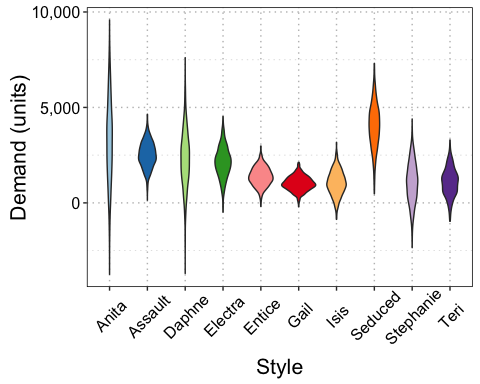 10,000
5,000
0
Demand (units)
Anita
Assault
Daphne
Electra
Entice
Gail
Isis
Seduced
Stephanie
Teri
Style